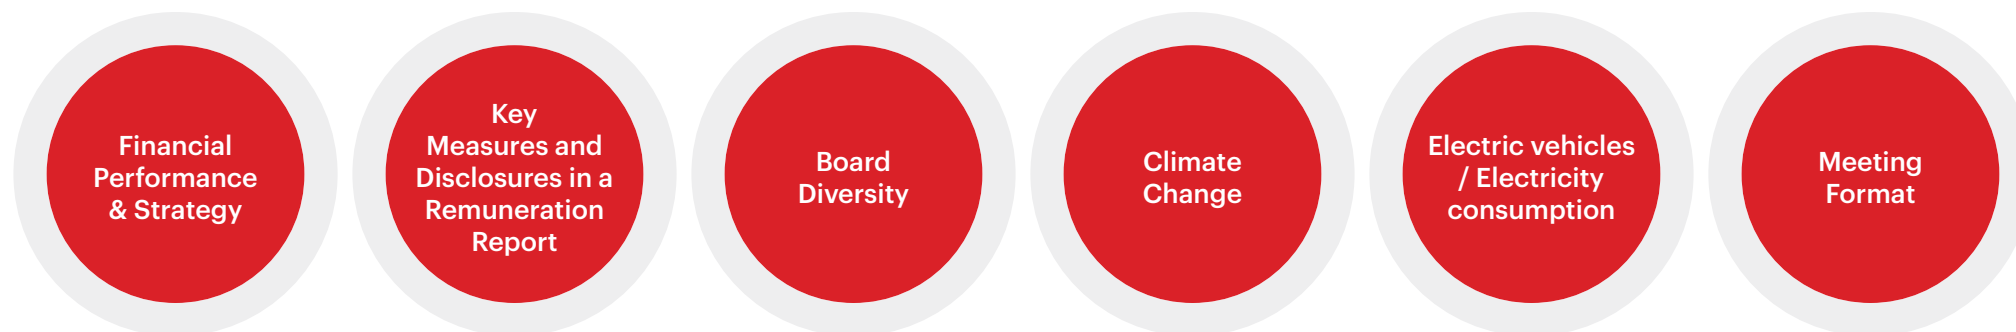 Financial
Performance
& Strategy
Key
Measures and
Disclosures in a
Remuneration
Report
Board
Diversity
Climate
Change
Electric vehicles
/ Electricity
consumption
Meeting
Format